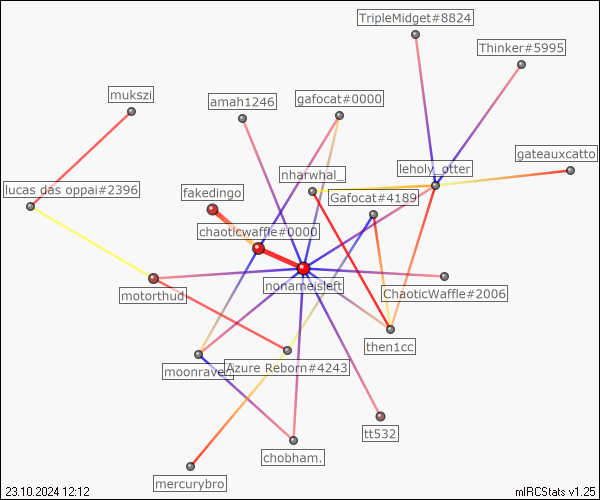 TripleMidget#8824
Thinker#5995
mukszi
amah1246
gafocat#0000
gateauxcatto
leholy_otter
nharwhal_
lucas das oppai#2396
fakedingo
Gafocat#4189
chaoticwaffle#0000
nonameisleft
motorthud
ChaoticWaffle#2006
then1cc
moonraven
Azure Reborn#4243
tt532
chobham.
mercurybro
23.10.2024 12:12
mIRCStats v1.25